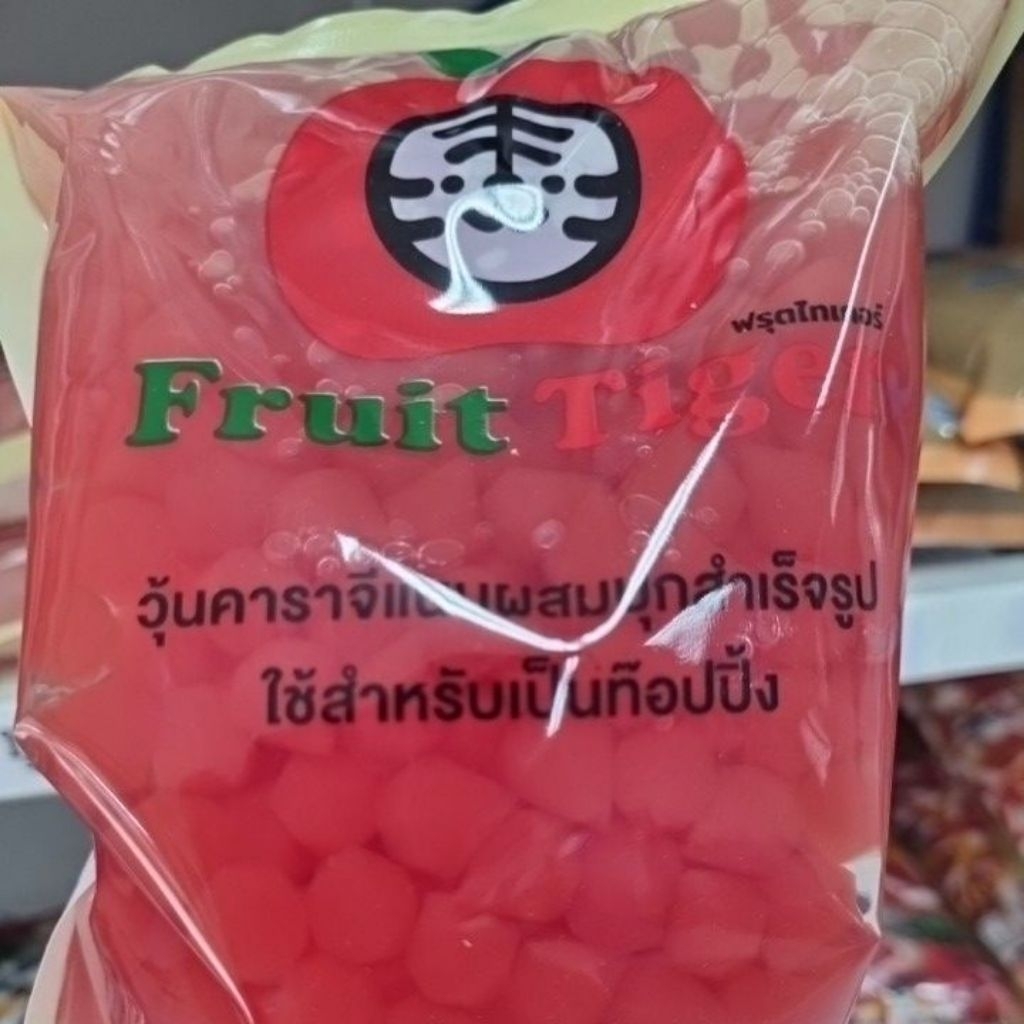 ฟรุตไทเกอร์
Fruit Tiger
วุ้นคาราจีแนนผสมบุกสำเร็จรูป
ใช้สำหรับเป็นท๊อปปิ้ง